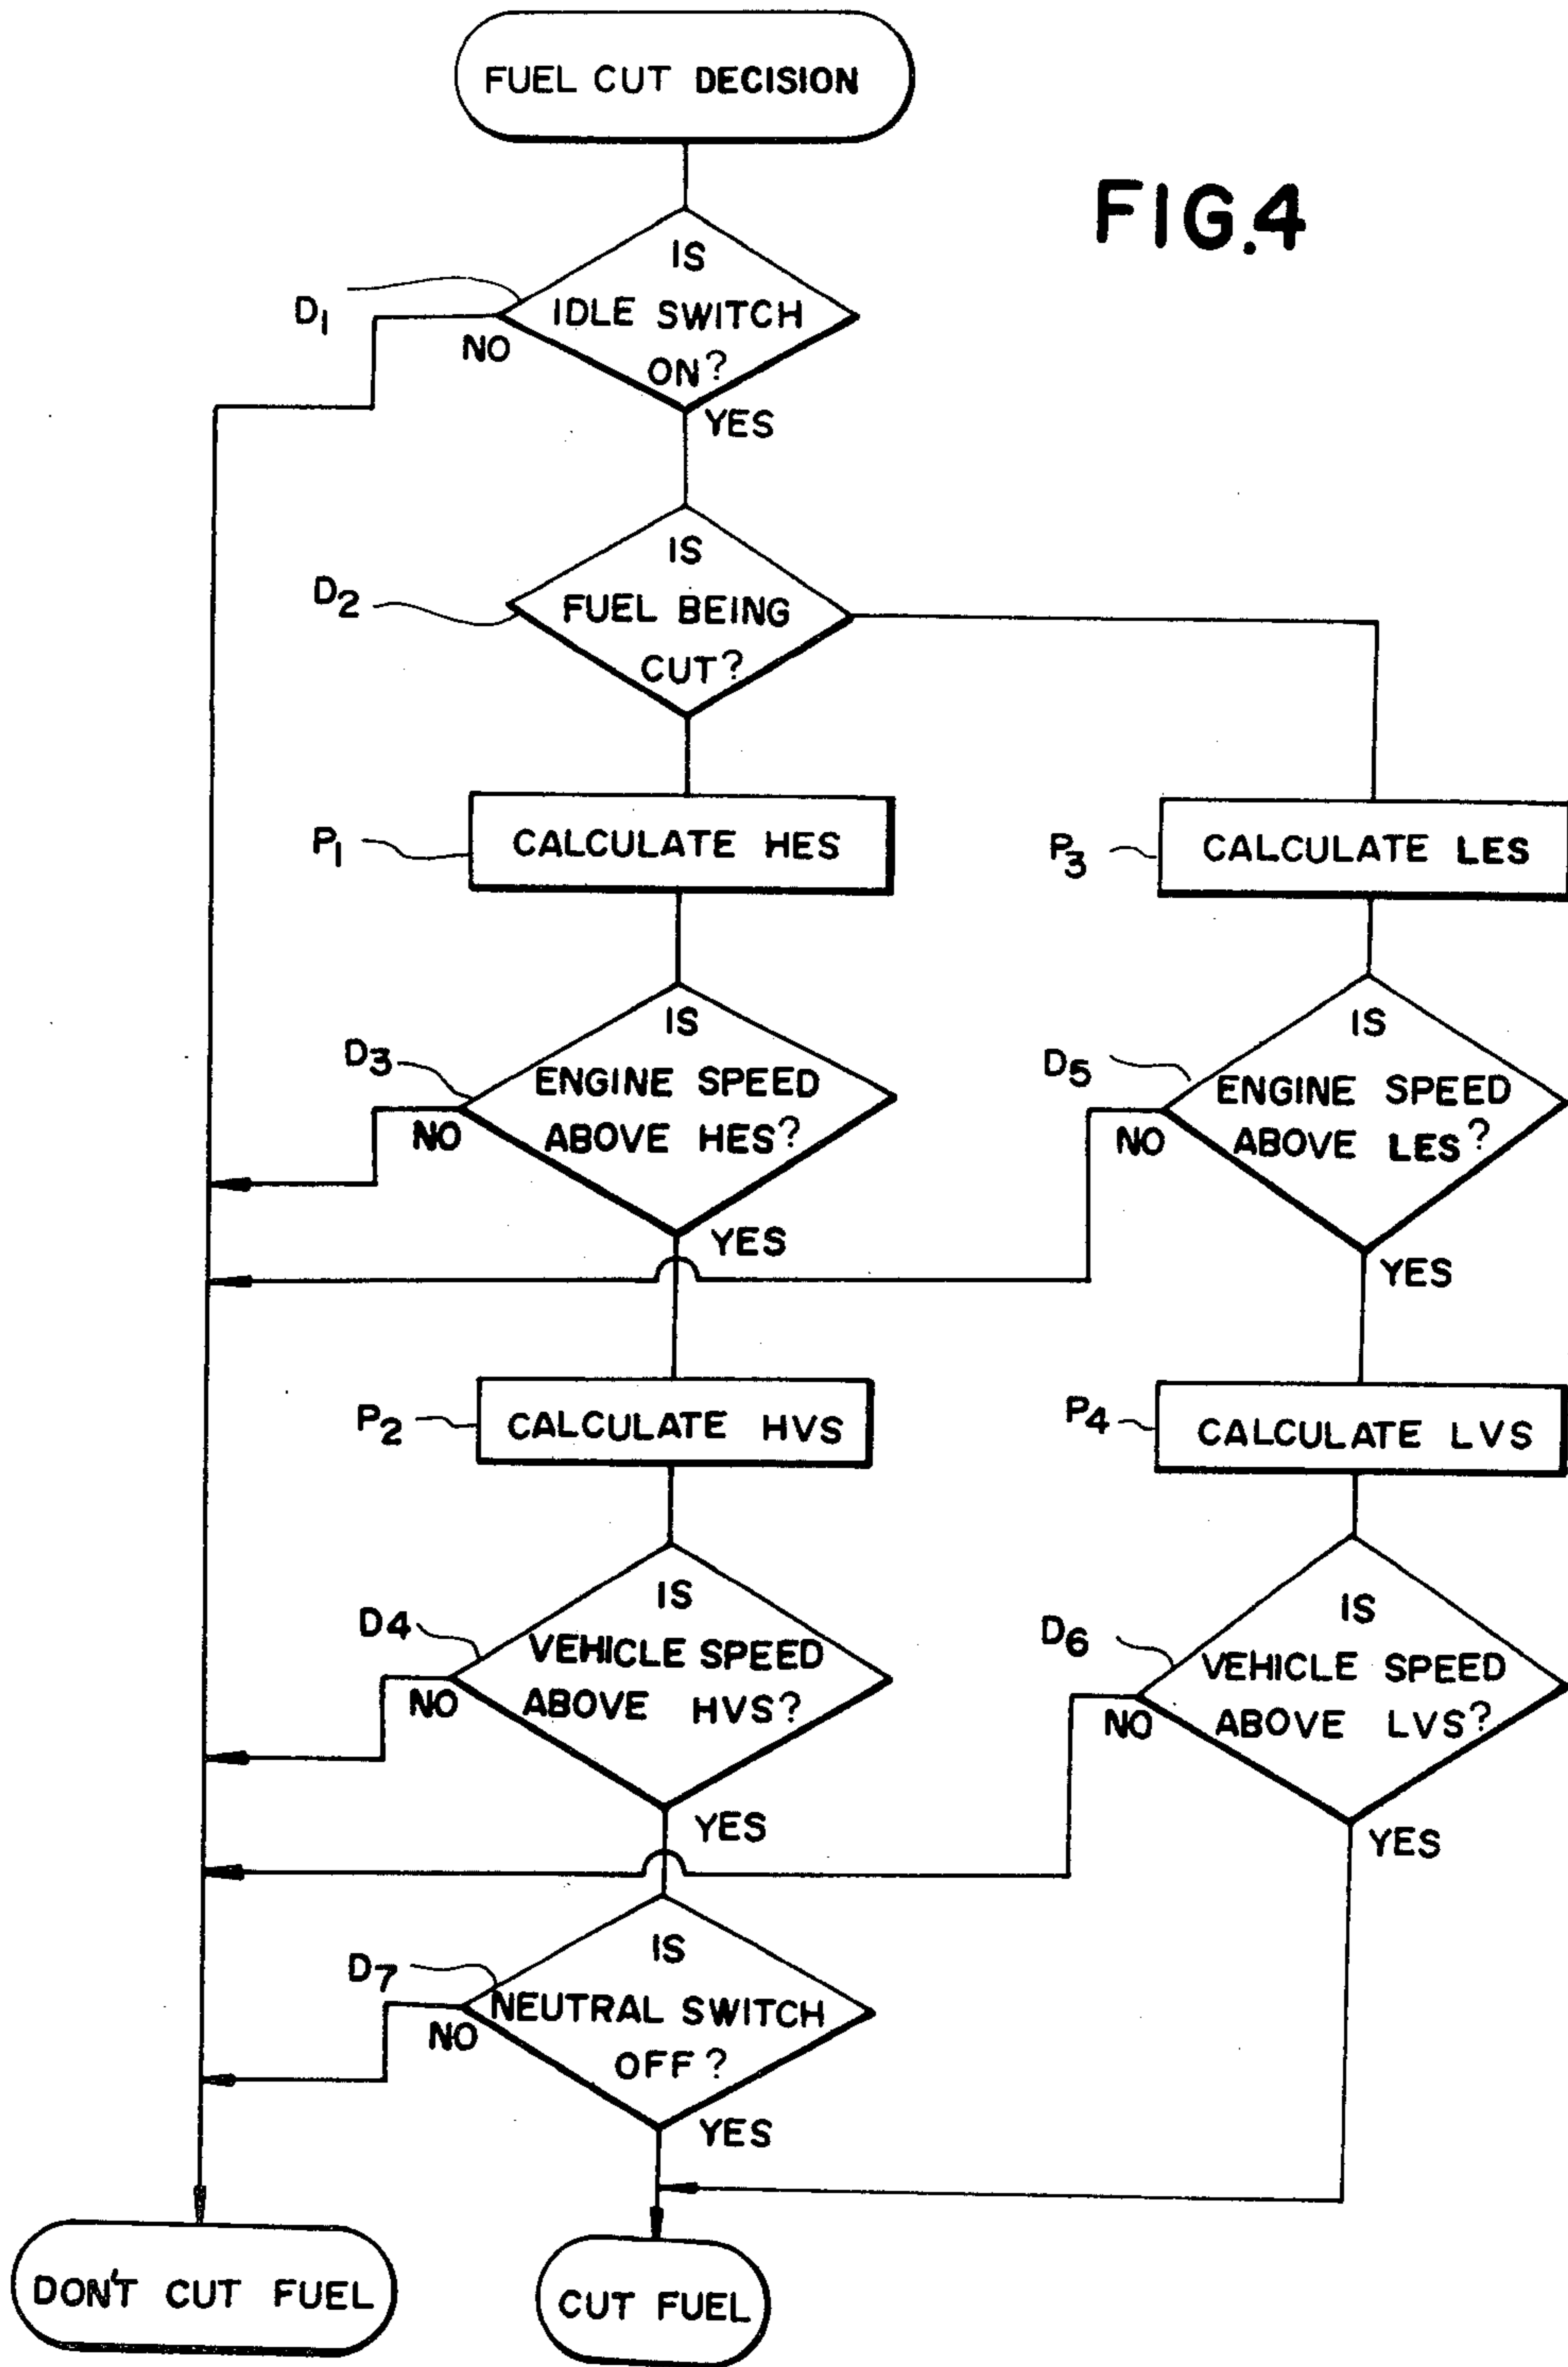 FUEL CUT DECISION
FIG.4
IS
IDLE SWITCH
ON?
D1
NO
YES
IS
FUEL BEING
CUT?
D2
P1
CALCULATE HES
P3
CALCULATE LES
IS
ENGINE SPEED
ABOVE HES?
D3
NO
YES
IS
ENGINE SPEED
ABOVE LES?
D5
NO
YES
P2
CALCULATE HVS
P4
CALCULATE LVS
IS
VEHICLE SPEED
ABOVE HVS?
D4
NO
YES
IS
VEHICLE SPEED
ABOVE LVS?
D6
NO
YES
IS
NEUTRAL SWITCH
OFF?
D7
NO
YES
DON'T CUT FUEL
CUT FUEL